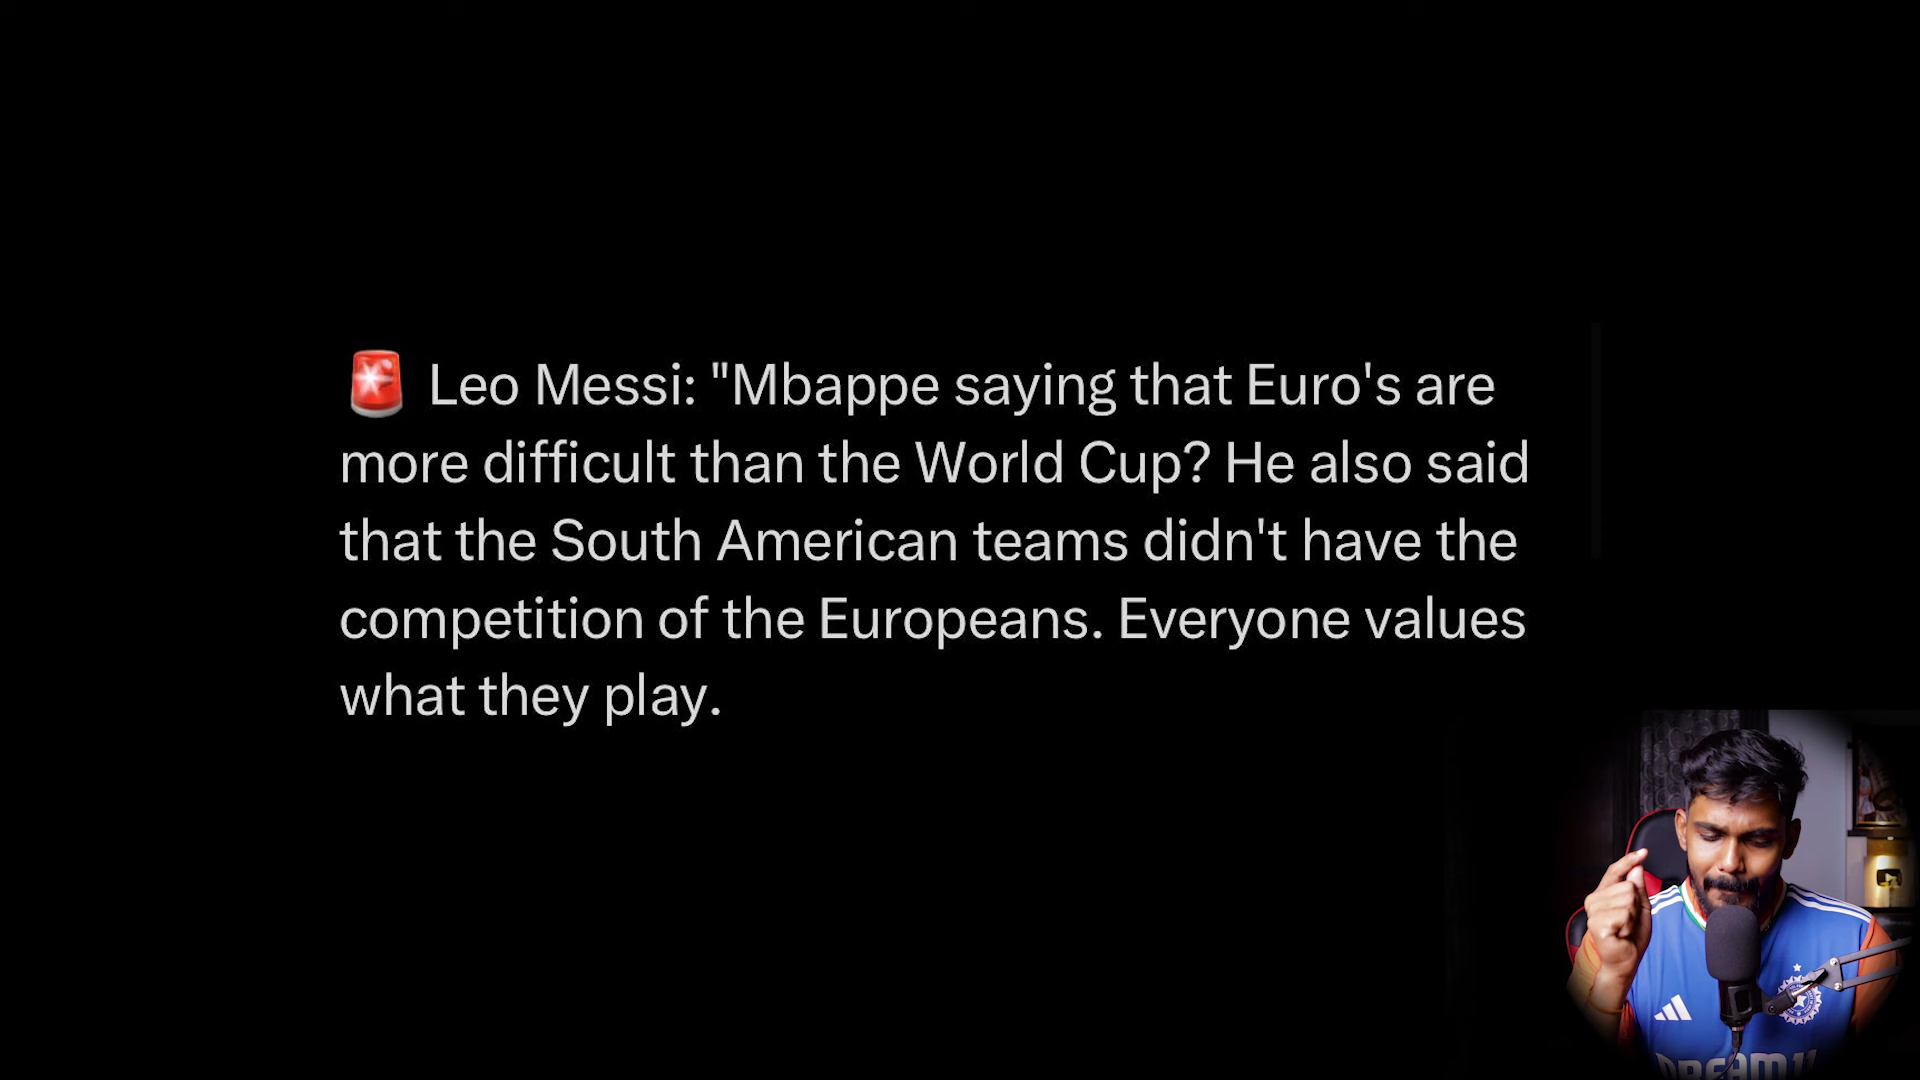 🚨 Leo Messi: "Mbappe saying that Euro's are
more difficult than the World Cup? He also said
that the South American teams didn't have the
competition of the Europeans. Everyone values
what they play.
DREAM11